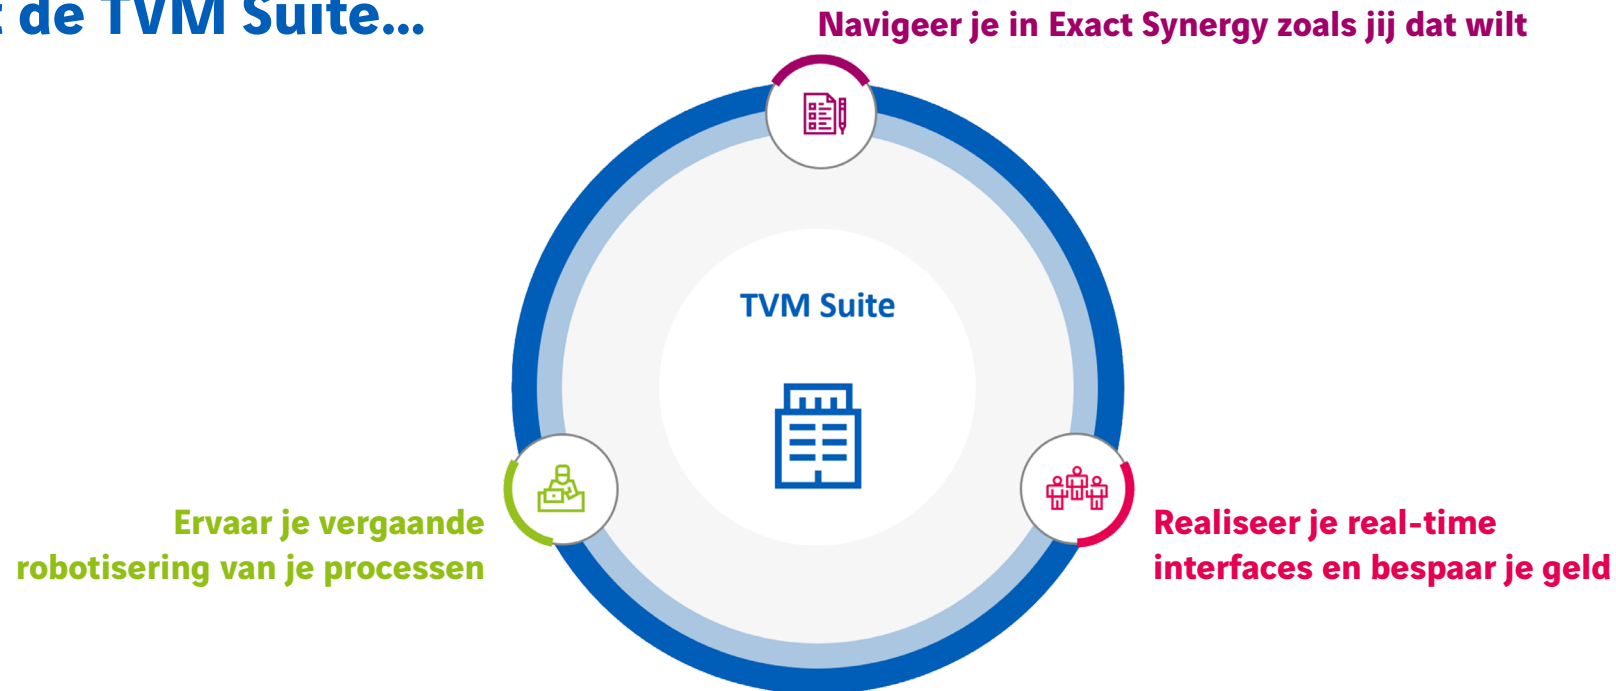 de TVM Suite...
Navigeer je in Exact Synergy zoals jij dat wilt
TVM Suite
Ervaar je vergaande
robotisering van je processen
Realiseer je real-time
interfaces en bespaar je geld